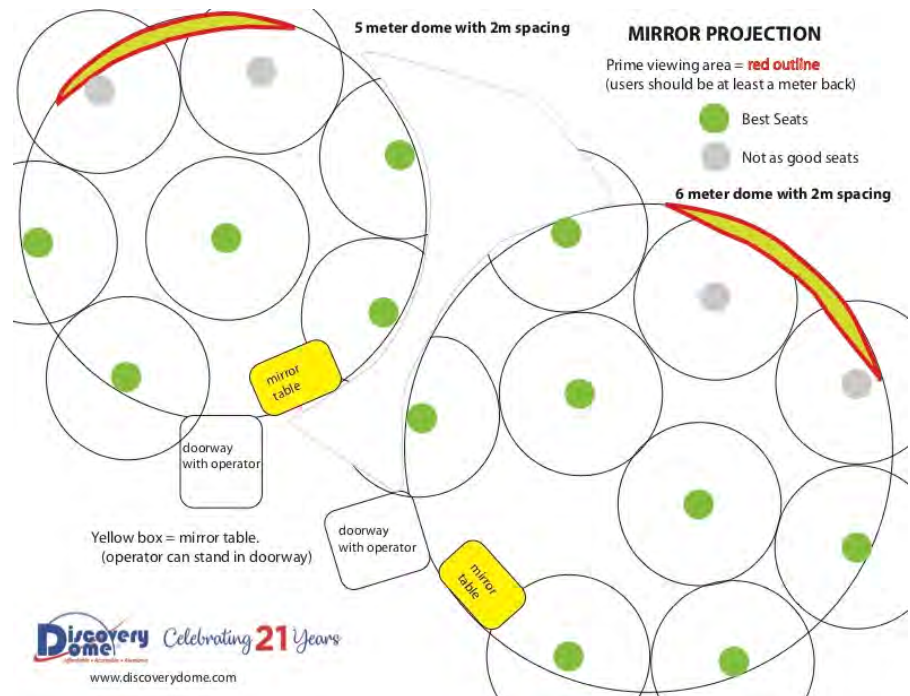 5 meter dome with 2m spacing
MIRROR PROJECTION
Prime viewing area = red outline
(users should be at least a meter back)
Best Seats
Not as good seats
6 meter dome with 2m spacing
mirror
table
doorway
with operator
doorway
with operator
mirror
table
Yellow box = mirror table.
(operator can stand in doorway)
Discovery
Dome
Affordable • Accessible • Awesome
Celebrating 21 Years
www.discoverydome.com